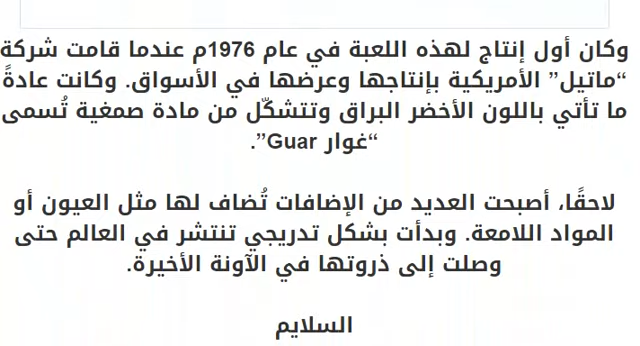 وكان أول إنتاج لهذه اللعبة في عام 1976م عندما قامت شركة
“ماتيل” الأمريكية بإنتاجها وعرضها في الأسواق. وكانت عادةً
ما تأتي باللون الأخضر البراق وتتشكّل من مادة صمغية تُسمى
“غوار Guar”.
لاحقًا، أصبحت العديد من الإضافات تُضاف لها مثل العيون أو
المواد اللامعة. وبدأت بشكل تدريجي تنتشر في العالم حتى
وصلت إلى ذروتها في الآونة الأخيرة.
السلايم